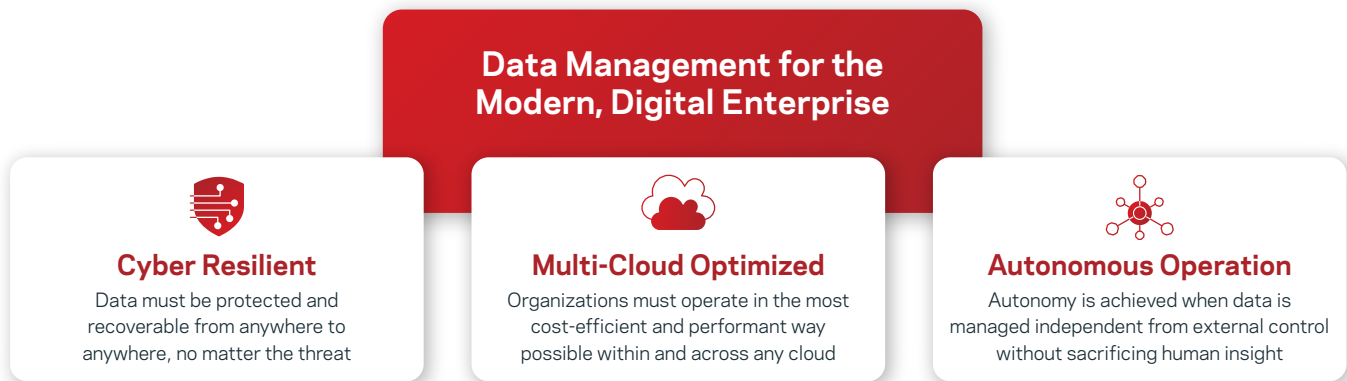 Data Management for the
Modern, Digital Enterprise
Cyber Resilient
Data must be protected and
recoverable from anywhere to
anywhere, no matter the threat
Multi-Cloud Optimized
Organizations must operate in the most
cost-efficient and performant way
possible within and across any cloud
Autonomous Operation
Autonomy is achieved when data is
managed independent from external control
without sacrificing human insight